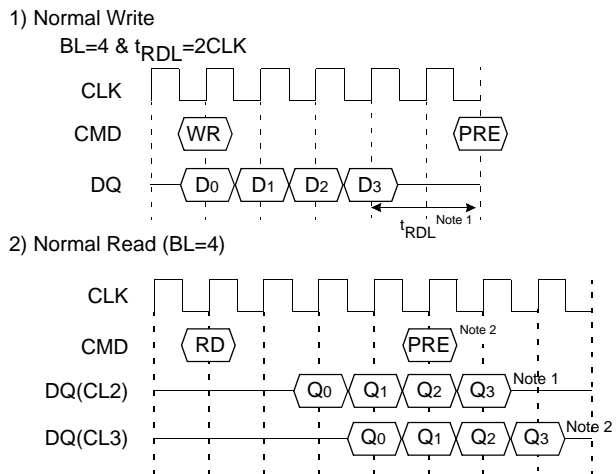 1) Normal Write
BL=4 & tRDL=2CLK
CLK
CMD WR PRE
DQ D0 D1 D2 D3
tRDL Note 1
2) Normal Read (BL=4)
CLK
CMD RD PRE Note 2
DQ(CL2) Q0 Q1 Q2 Q3 Note 1
DQ(CL3) Q0 Q1 Q2 Q3 Note 2